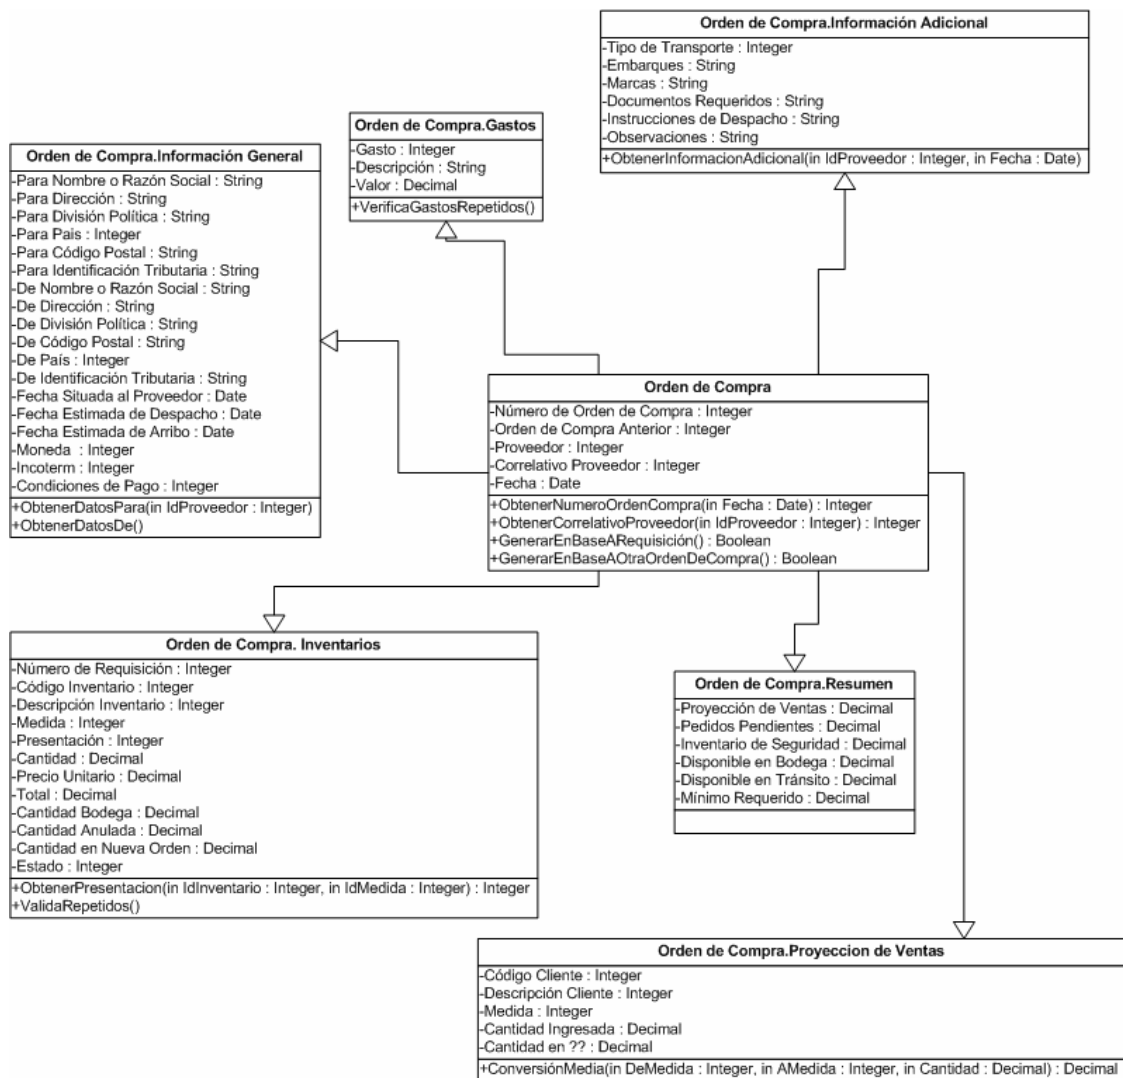 Orden de Compra.Información Adicional
-Tipo de Transporte : Integer
-Embarques : String
-Marcas : String
-Documentos Requeridos : String
-Instrucciones de Despacho : String
-Observaciones : String
+ObtenerInformacionAdicional(in IdProveedor : Integer, in Fecha : Date)
Orden de Compra.Gastos
-Gasto : Integer
-Descripción : String
-Valor : Decimal
+VerificaGastosRepetidos()
Orden de Compra.Información General
-Para Nombre o Razón Social : String
-Para Dirección : String
-Para División Política : String
-Para Pais : Integer
-Para Código Postal : String
-Para Identificación Tributaria : String
-De Nombre o Razón Social : String
-De Dirección : String
-De División Política : String
-De Código Postal : String
-De País : Integer
-De Identificación Tributaria : String
-Fecha Situada al Proveedor : Date
-Fecha Estimada de Despacho : Date
-Fecha Estimada de Arribo : Date
-Moneda : Integer
-Incoterm : Integer
-Condiciones de Pago : Integer
+ObtenerDatosPara(in IdProveedor : Integer)
+ObtenerDatosDe()
Orden de Compra
-Número de Orden de Compra : Integer
-Orden de Compra Anterior : Integer
-Proveedor : Integer
-Correlativo Proveedor : Integer
-Fecha : Date
+ObtenerNumeroOrdenCompra(in Fecha : Date) : Integer
+ObtenerCorrelativoProveedor(in IdProveedor : Integer) : Integer
+GenerarEnBaseARequisición() : Boolean
+GenerarEnBaseAOtraOrdenDeCompra() : Boolean
Orden de Compra. Inventarios
-Número de Requisición : Integer
-Código Inventario : Integer
-Descripción Inventario : Integer
-Medida : Integer
-Presentación : Integer
-Cantidad : Decimal
-Precio Unitario : Decimal
-Total : Decimal
-Cantidad Bodega : Decimal
-Cantidad Anulada : Decimal
-Cantidad en Nueva Orden : Decimal
-Estado : Integer
+ObtenerPresentacion(in IdInventario : Integer, in IdMedida : Integer) : Integer
+ValidaRepetidos()
Orden de Compra.Resumen
-Proyección de Ventas : Decimal
-Pedidos Pendientes : Decimal
-Inventario de Seguridad : Decimal
-Disponible en Bodega : Decimal
-Disponible en Tránsito : Decimal
-Mínimo Requerido : Decimal
Orden de Compra.Proyeccion de Ventas
-Código Cliente : Integer
-Descripción Cliente : Integer
-Medida : Integer
-Cantidad Ingresada : Decimal
-Cantidad en ?? : Decimal
+ConversiónMedia(in DeMedida : Integer, in AMedida : Integer, in Cantidad : Decimal) : Decimal